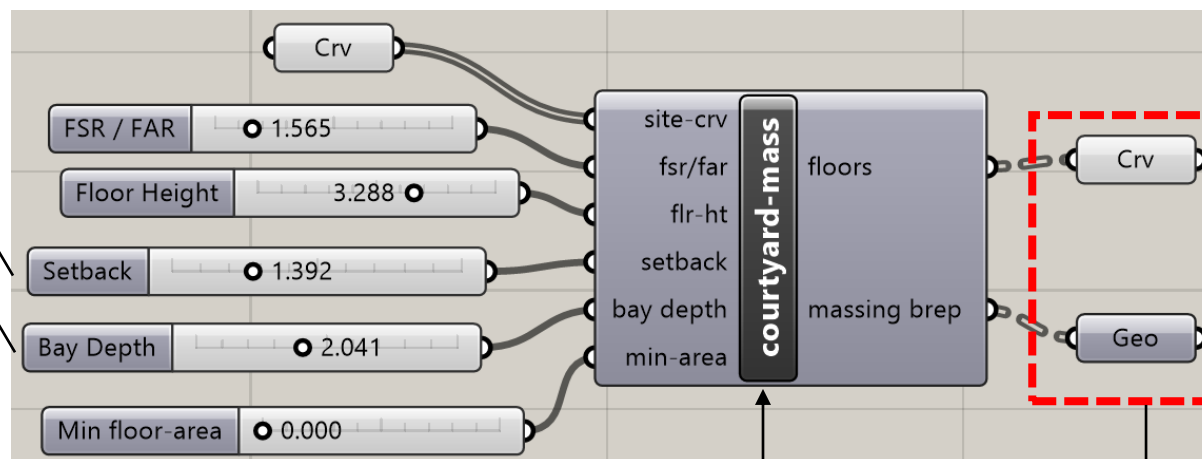 Crv
FSR / FAR 1.565
Floor Height 3.288
Setback 1.392
Bay Depth 2.041
Min floor-area 0.000
site-crv
fsr/far
flr-ht
setback
bay depth
min-area
courtyard-mass
floors
massing brep
Crv
Geo